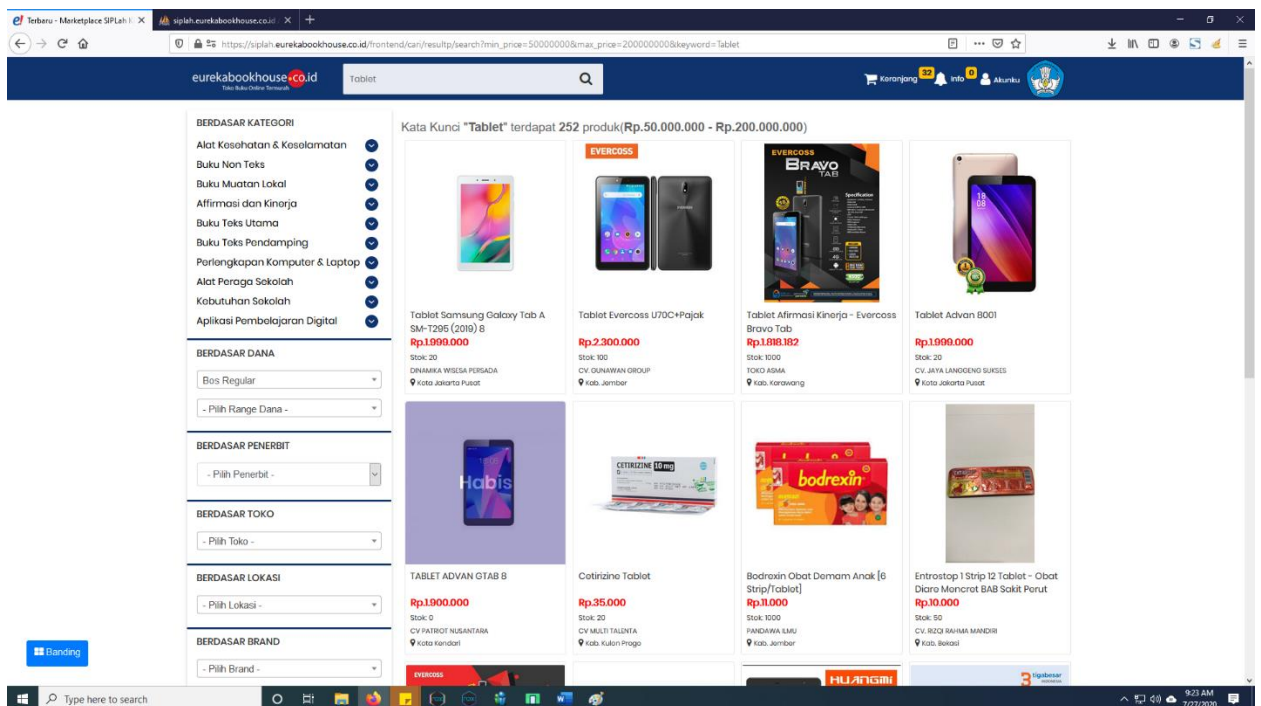 Terbaru - Marketplace SIPLah
siplah.eurekabookhouse.co.id
https://siplah.eurekabookhouse.co.id/frontend/cari/resultp/search?min_price=50000000&max_price=200000000&keyword=Tablet
eurekabookhouse.co.id
Toko Buku Online Termurah
Tablet
Keranjang 32
Info 0
Akunku
BERDASAR KATEGORI
Alat Kesehatan & Keselamatan
Buku Non Teks
Buku Muatan Lokal
Affirmasi dan Kinerja
Buku Teks Utama
Buku Teks Pendamping
Perlengkapan Komputer & Laptop
Alat Peraga Sekolah
Kebutuhan Sekolah
Aplikasi Pembelajaran Digital
BERDASAR DANA
Bos Regular
- Pilih Range Dana -
BERDASAR PENERBIT
- Pilih Penerbit -
BERDASAR TOKO
- Pilih Toko -
BERDASAR LOKASI
- Pilih Lokasi -
BERDASAR BRAND
- Pilih Brand -
Banding
Kata Kunci "Tablet" terdapat 252 produk(Rp.50.000.000 - Rp.200.000.000)
Tablet Samsung Galaxy Tab A
SM-T295 (2019) 8
Rp.1.999.000
Stok: 20
DINAMIKA WISESA PERSADA
Kota Jakarta Pusat
EVERCOSS
Tablet Evercoss U70C+Pajak
Rp.2.300.000
Stok: 100
CV. GUNAWAN GROUP
Kab. Jember
EVERCOSS
BRAVO
TAB
Specification
Tablet Afirmasi Kinerja - Evercoss
Bravo Tab
Rp.1.818.182
Stok: 1000
TOKO ASMA
Kab. Karawang
18
08
Tablet Advan 8001
Rp.1.999.000
Stok: 20
CV. JAYA LANGGENG SUKSES
Kota Jakarta Pusat
Habis
TABLET ADVAN GTAB 8
Rp.1.900.000
Stok: 0
CV PATRIOT NUSANTARA
Kota Kendari
CETIRIZINE 10 mg
Cetirizine Tablet
Rp.35.000
Stok: 20
CV MULTI TALENTA
Kab. Kulon Progo
bodrexin
Bodrexin Obat Demam Anak [6
Strip/Tablet]
Rp.11.000
Stok: 1000
PANDAWA ILMU
Kab. Jember
Entrostop 1 Strip 12 Tablet - Obat
Diare Mencret BAB Sakit Perut
Rp.10.000
Stok: 50
CV. RIZQI RAHMA MANDIRI
Kab. Bekasi
EVERCOSS
HUANGMI
3 tigabesar
Type here to search
9:23 AM
7/27/2020